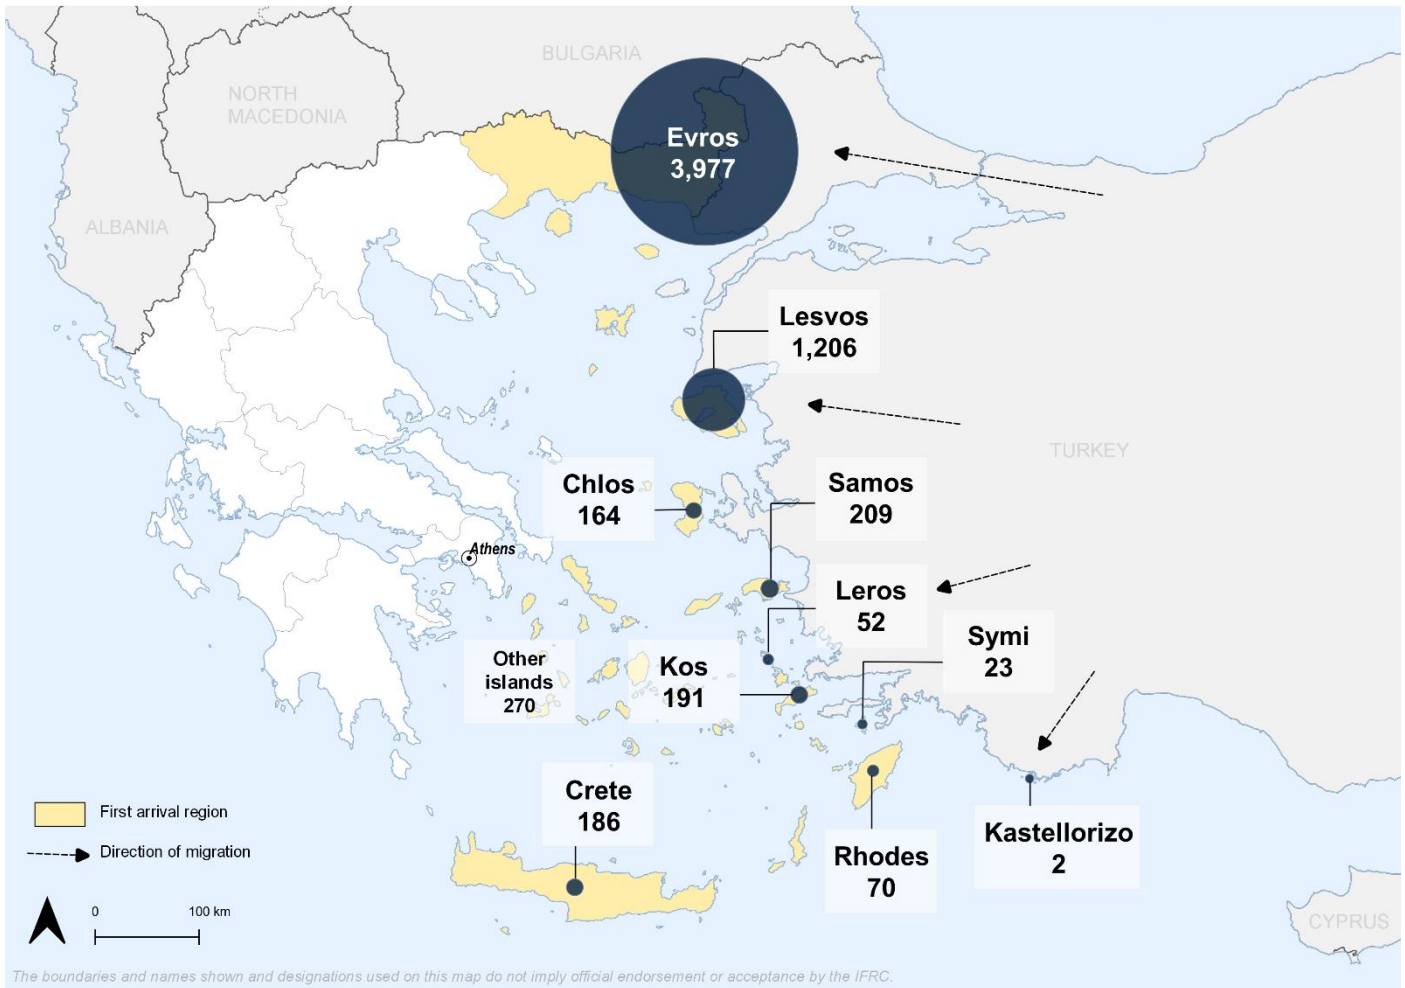 BULGARIA
NORTH
MACEDONIA
ALBANIA
Evros
3,977
Lesvos
1,206
TURKEY
Chlos
164
Samos
209
Athens
Leros
52
Symi
23
Other
islands
270
Kos
191
Crete
186
Rhodes
70
Kastellorizo
2
CYPRUS
First arrival region
Direction of migration
0 100 km
The boundaries and names shown and designations used on this map do not imply official endorsement or acceptance by the IFRC.